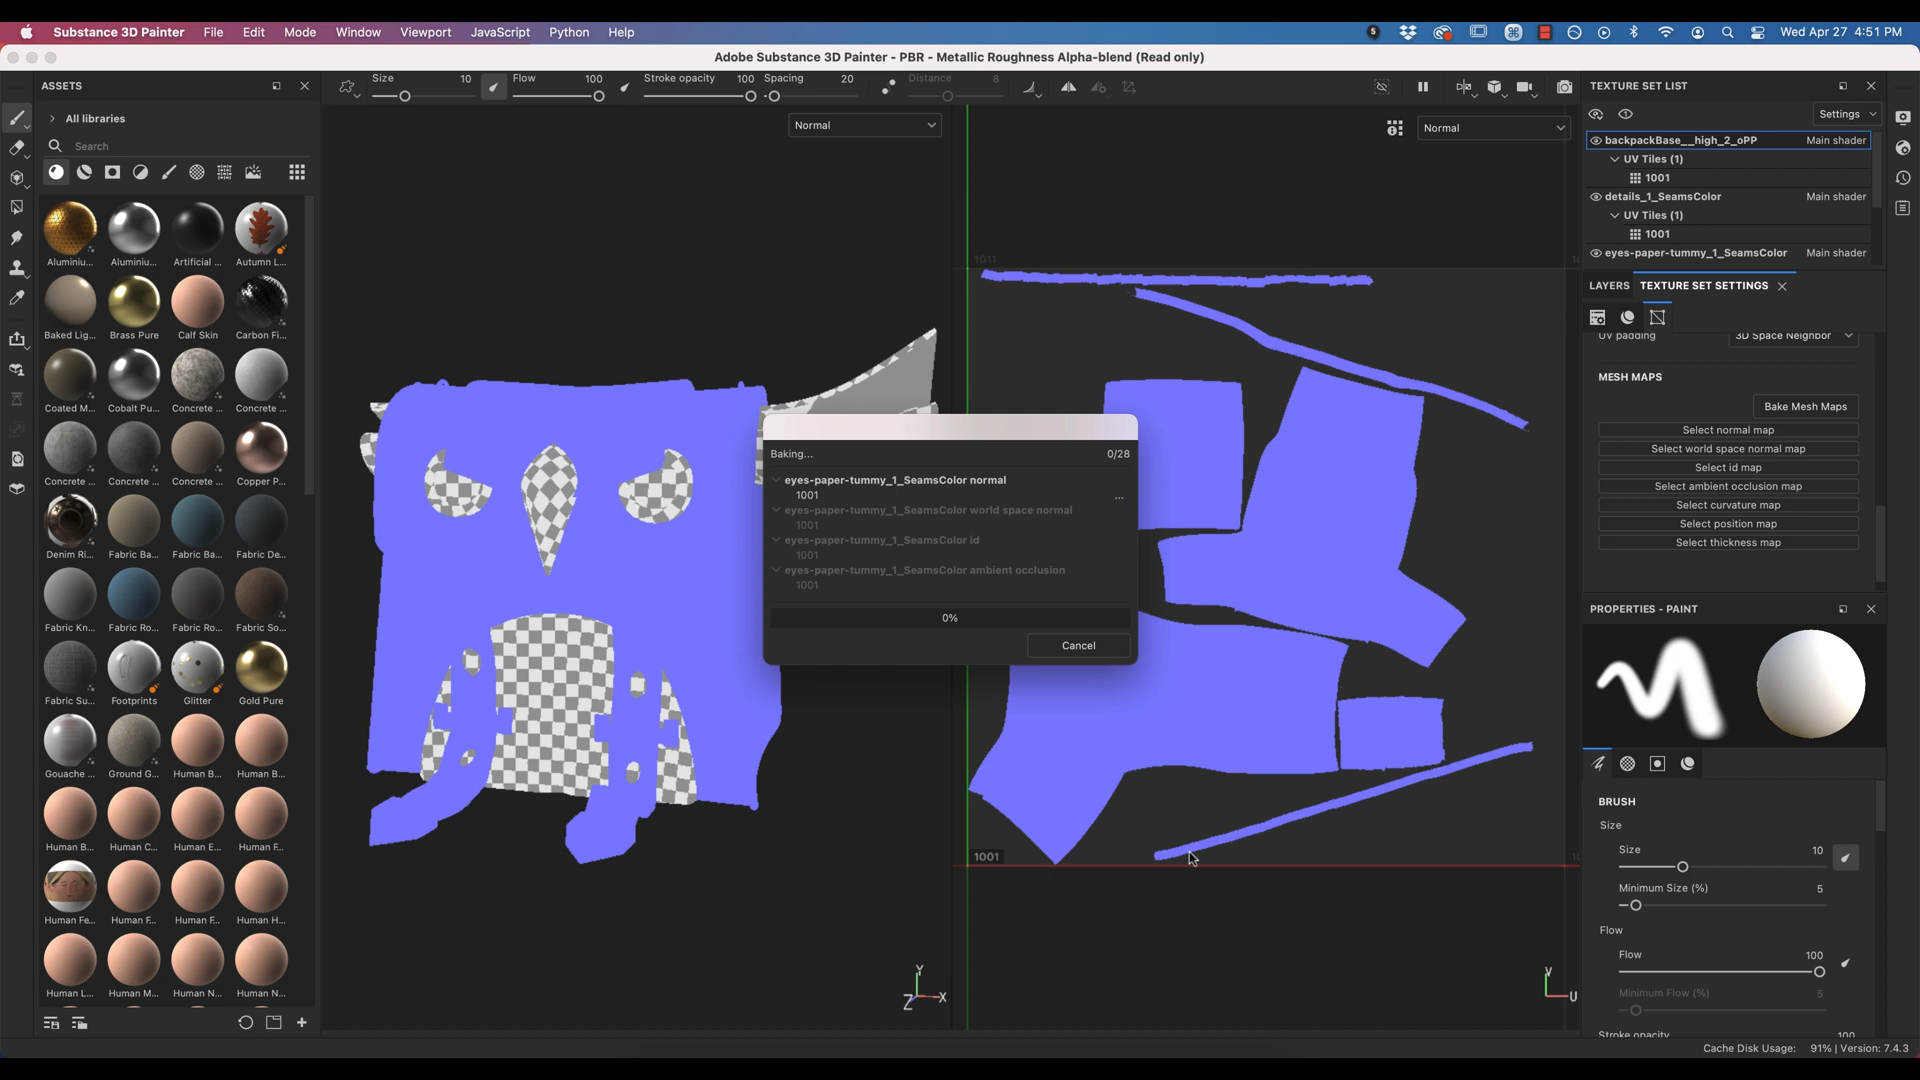 Substance 3D Painter File Edit Mode Window Viewport JavaScript Python Help Wed Apr 27 4:51 PM
Adobe Substance 3D Painter - PBR - Metallic Roughness Alpha-blend (Read only)
ASSETS
Size 10 Flow 100 Stroke opacity 100 Spacing 20 Distance 8
All libraries
Search
Aluminiu... Aluminiu... Artificial ... Autumn L...
Baked Lig... Brass Pure Calf Skin Carbon Fi...
Coated M... Cobalt Pu... Concrete ... Concrete ...
Concrete ... Concrete ... Concrete ... Copper P...
Denim Ri... Fabric Ba... Fabric Ba... Fabric De...
Fabric Kn... Fabric Ro... Fabric Ro... Fabric So...
Fabric Su... Footprints Glitter Gold Pure
Gouache ... Ground G... Human B... Human B...
Human B... Human C... Human E... Human F...
Human Fe... Human F... Human F... Human H...
Human L... Human M... Human N... Human N...
Normal
Normal
1011
1001
Y
Z X
V
U
Baking... 0/28
eyes-paper-tummy_1_SeamsColor normal
1001 ...
eyes-paper-tummy_1_SeamsColor world space normal
1001
eyes-paper-tummy_1_SeamsColor id
1001
eyes-paper-tummy_1_SeamsColor ambient occlusion
1001
0%
Cancel
TEXTURE SET LIST
Settings
backpackBase__high_2_oPP Main shader
UV Tiles (1)
1001
details_1_SeamsColor Main shader
UV Tiles (1)
1001
eyes-paper-tummy_1_SeamsColor Main shader
LAYERS TEXTURE SET SETTINGS
UV padding 3D Space Neighbor
MESH MAPS
Bake Mesh Maps
Select normal map
Select world space normal map
Select id map
Select ambient occlusion map
Select curvature map
Select position map
Select thickness map
PROPERTIES - PAINT
BRUSH
Size
Size 10
Minimum Size (%) 5
Flow
Flow 100
Minimum Flow (%) 5
Stroke opacity 100
Cache Disk Usage: 91% | Version: 7.4.3